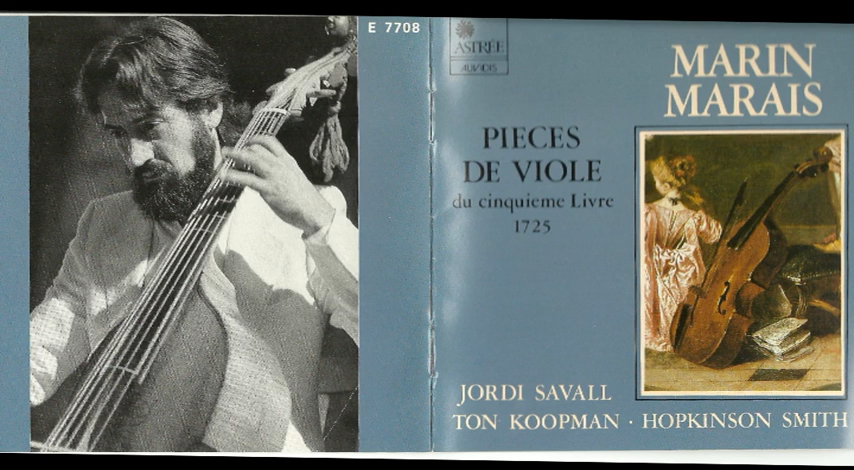 E 7708
ASTRÉE
AUVIDIS
MARIN
MARAIS
PIECES
DE VIOLE
du cinquieme Livre
1725
JORDI SAVALL
TON KOOPMAN · HOPKINSON SMITH